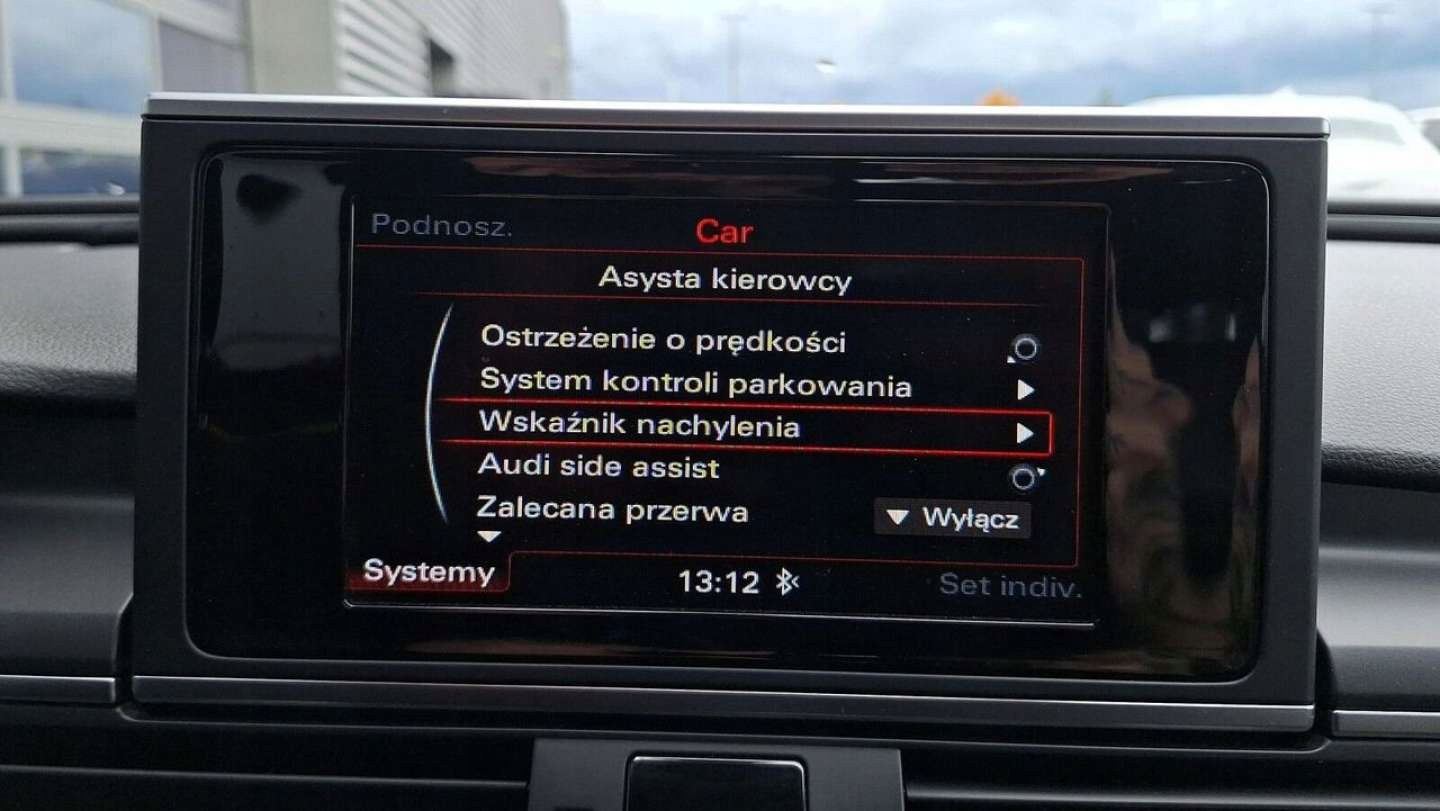 Podnosz.
Car
Asysta kierowcy
Ostrzeżenie o prędkości
System kontroli parkowania
Wskaźnik nachylenia
Audi side assist
Zalecana przerwa
Wyłącz
Systemy
13:12
Set indiv.